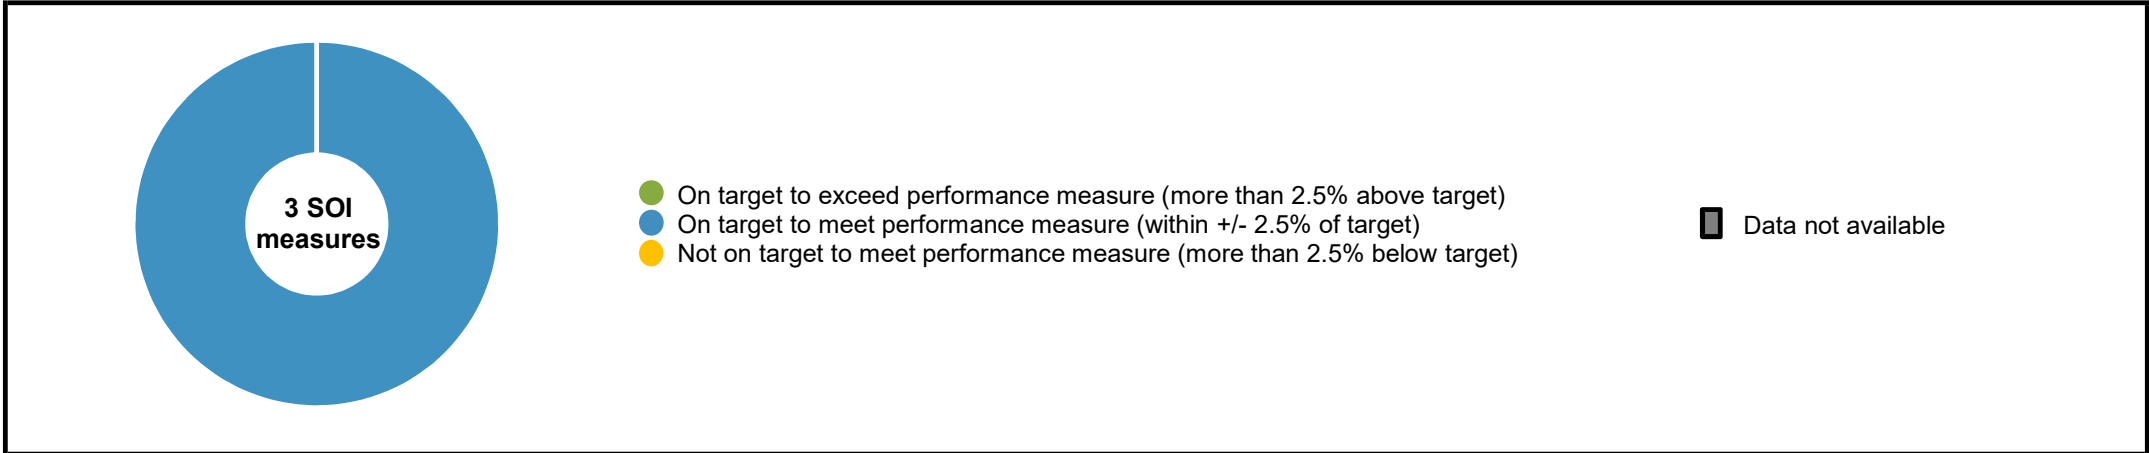 3 SOI
measures
On target to exceed performance measure (more than 2.5% above target)
On target to meet performance measure (within +/- 2.5% of target)
Not on target to meet performance measure (more than 2.5% below target)
Data not available